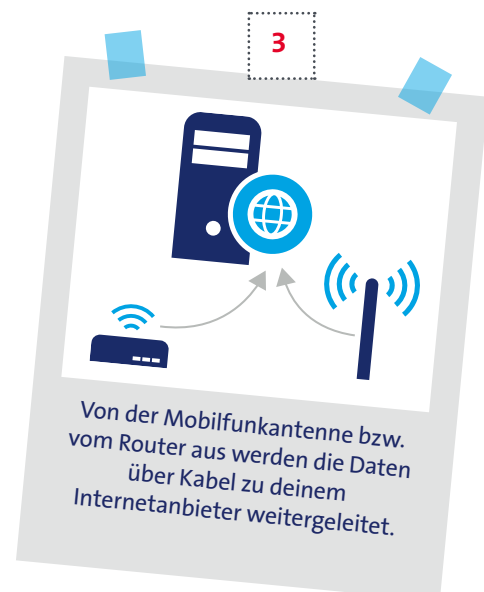 3
Von der Mobilfunkantenne bzw.
vom Router aus werden die Daten
über Kabel zu deinem
Internetanbieter weitergeleitet.